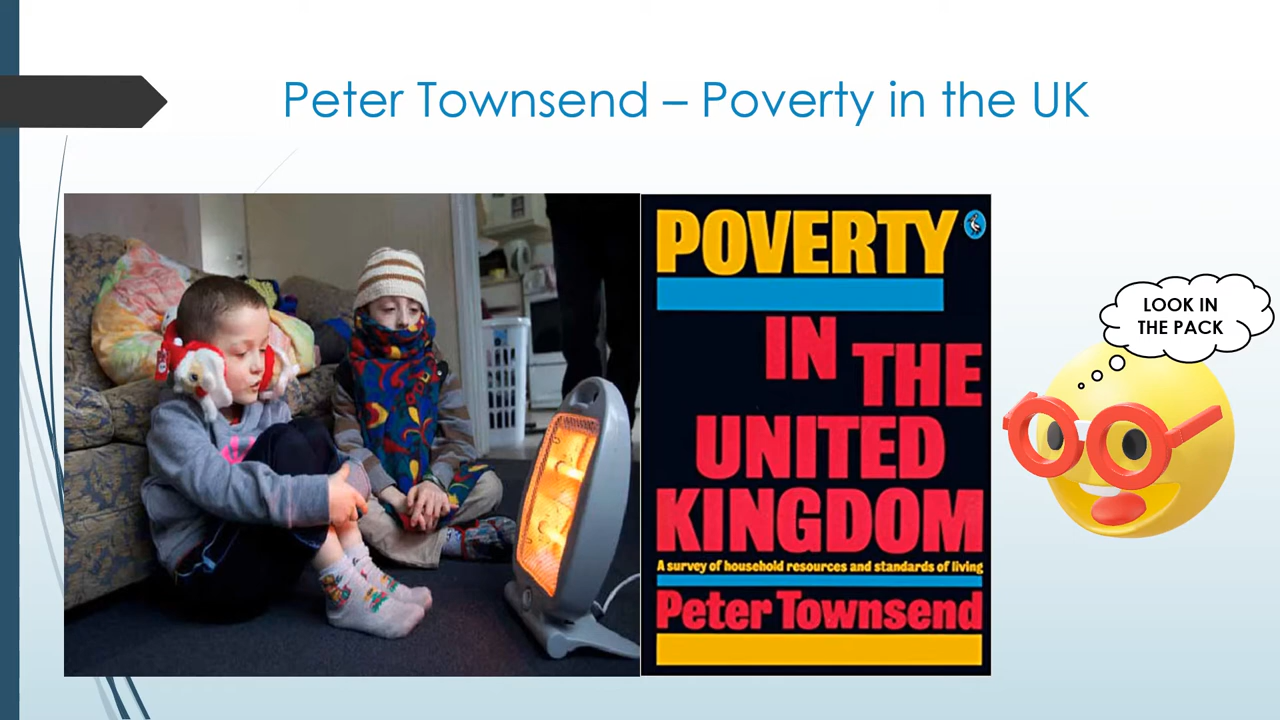 Peter Townsend – Poverty in the UK
POVERTY
IN THE
UNITED
KINGDOM
A survey of household resources and standards of living
Peter Townsend
LOOK IN
THE PACK